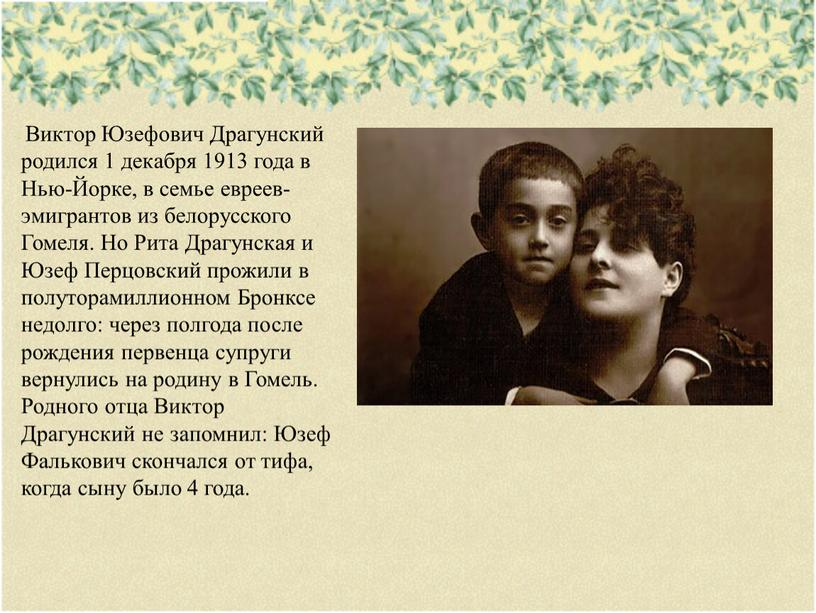 Виктор Юзефович Драгунский
родился 1 декабря 1913 года в
Нью-Йорке, в семье евреев-
эмигрантов из белорусского
Гомеля. Но Рита Драгунская и
Юзеф Перцовский прожили в
полуторамиллионном Бронксе
недолго: через полгода после
рождения первенца супруги
вернулись на родину в Гомель.
Родного отца Виктор
Драгунский не запомнил: Юзеф
Фалькович скончался от тифа,
когда сыну было 4 года.